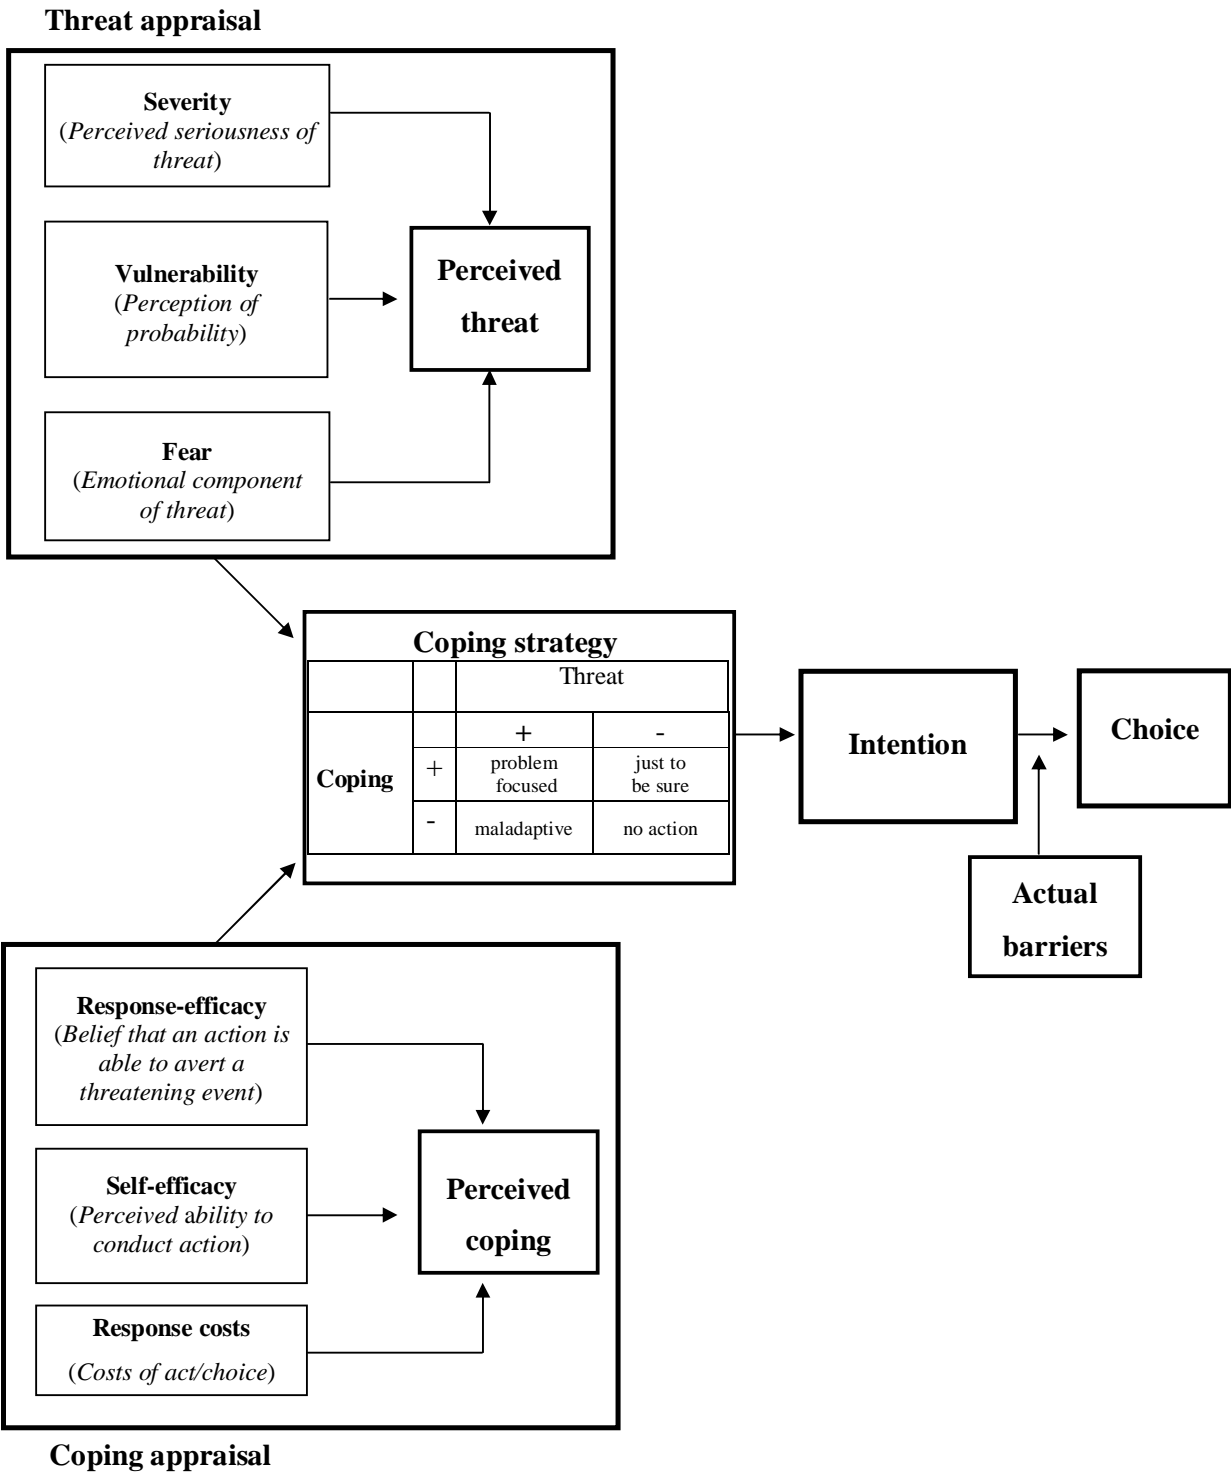 Threat appraisal
Severity
(Perceived seriousness of
threat)
Vulnerability
(Perception of
probability)
Perceived
threat
Fear
(Emotional component
of threat)
Coping strategy
Threat
+ -
Coping
+ problem
focused
just to
be sure
- maladaptive no action
Intention
Choice
Actual
barriers
Response-efficacy
(Belief that an action is
able to avert a
threatening event)
Self-efficacy
(Perceived ability to
conduct action)
Perceived
coping
Response costs
(Costs of act/choice)
Coping appraisal